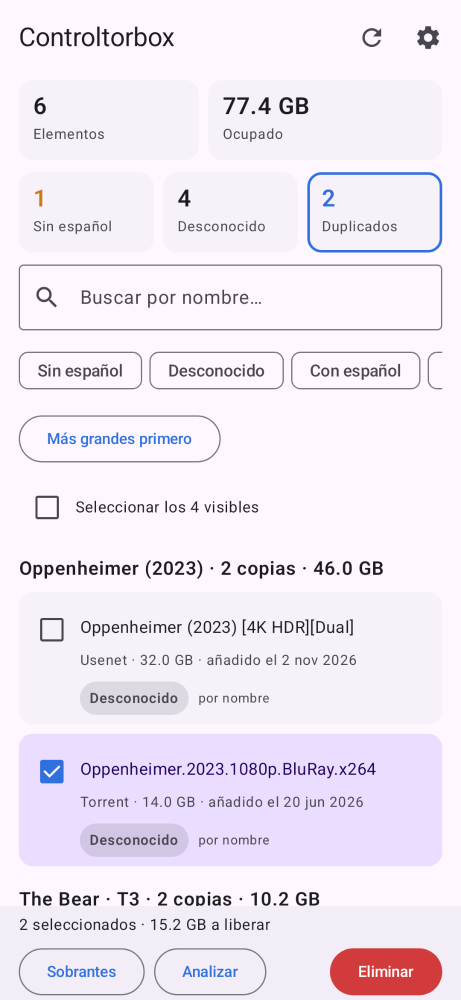 Controltorbox
6
Elementos
77.4 GB
Ocupado
1
Sin español
4
Desconocido
2
Duplicados
Buscar por nombre…
Sin español
Desconocido
Con español
Más grandes primero
Seleccionar los 4 visibles
Oppenheimer (2023) · 2 copias · 46.0 GB
Oppenheimer (2023) [4K HDR][Dual]
Usenet · 32.0 GB · añadido el 2 nov 2026
Desconocido por nombre
Oppenheimer.2023.1080p.BluRay.x264
Torrent · 14.0 GB · añadido el 20 jun 2026
Desconocido por nombre
The Bear · T3 · 2 copias · 10.2 GB
2 seleccionados · 15.2 GB a liberar
Sobrantes
Analizar
Eliminar